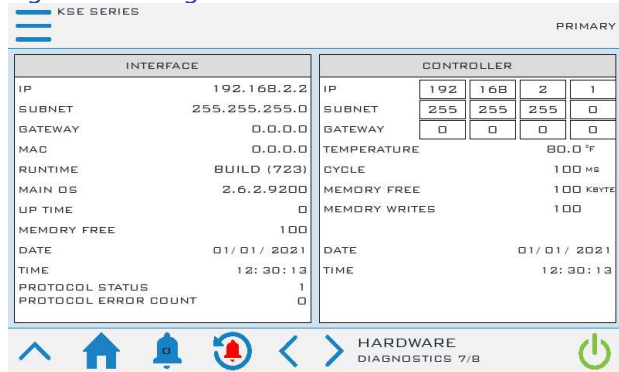 KSE SERIES
PRIMARY
INTERFACE
IP 192.168.2.2
SUBNET 255.255.255.0
GATEWAY 0.0.0.0
MAC 0.0.0.0
RUNTIME BUILD (723)
MAIN OS 2.6.2.9200
UP TIME 0
MEMORY FREE 100
DATE 01/01/ 2021
TIME 12:30:13
PROTOCOL STATUS 1
PROTOCOL ERROR COUNT 0
CONTROLLER
IP 192 168 2 1
SUBNET 255 255 255 0
GATEWAY 0 0 0 0
TEMPERATURE 80.0 °F
CYCLE 100 MS
MEMORY FREE 100 KBYTE
MEMORY WRITES 100
DATE 01/01/ 2021
TIME 12:30:13
0
HARDWARE
DIAGNOSTICS 7/8